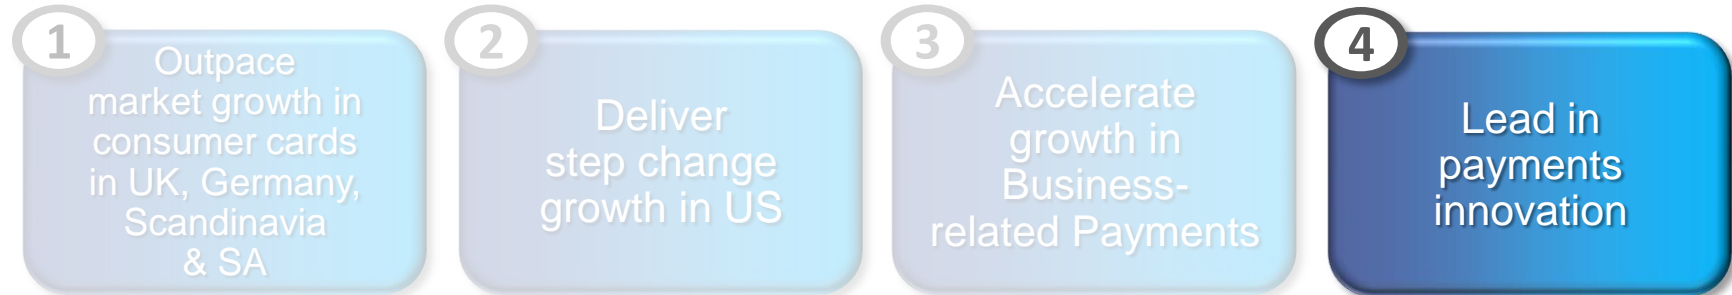 1
Outpace
market growth in
consumer cards
in UK, Germany,
Scandinavia
& SA
2
Deliver
step change
growth in US
3
Accelerate
growth in
Business-
related Payments
4
Lead in
payments
innovation